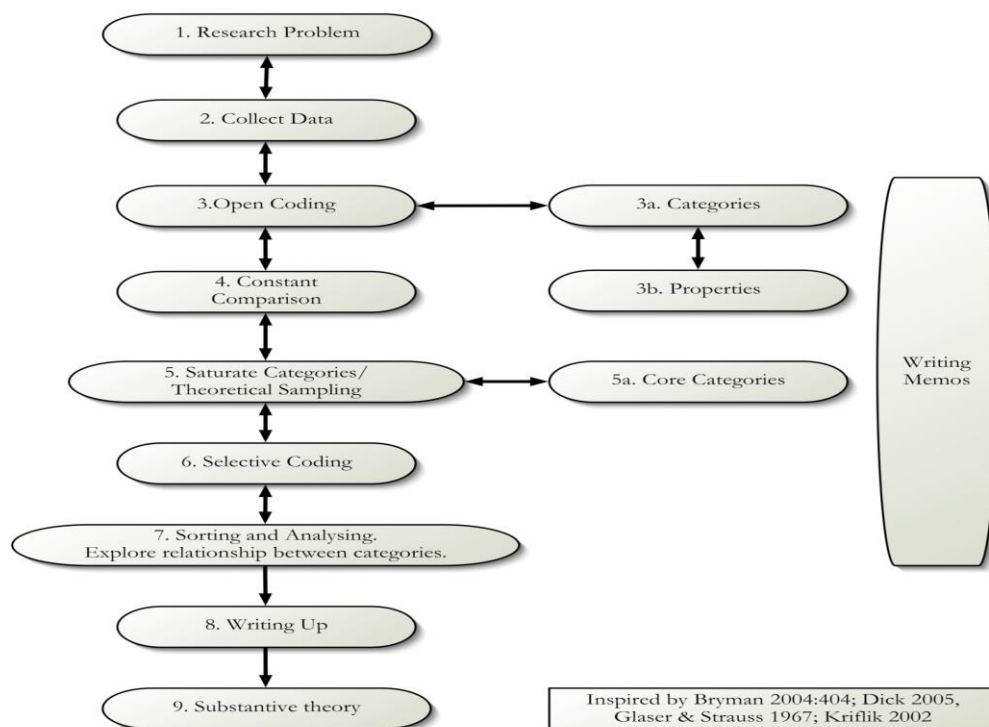 1. Research Problem
2. Collect Data
3.Open Coding
3a. Categories
4. Constant
Comparison
3b. Properties
5. Saturate Categories/
Theoretical Sampling
5a. Core Categories
Writing
Memos
6. Selective Coding
7. Sorting and Analysing.
Explore relationship between categories.
8. Writing Up
9. Substantive theory
Inspired by Bryman 2004:404; Dick 2005,
Glaser & Strauss 1967; Kriflik 2002